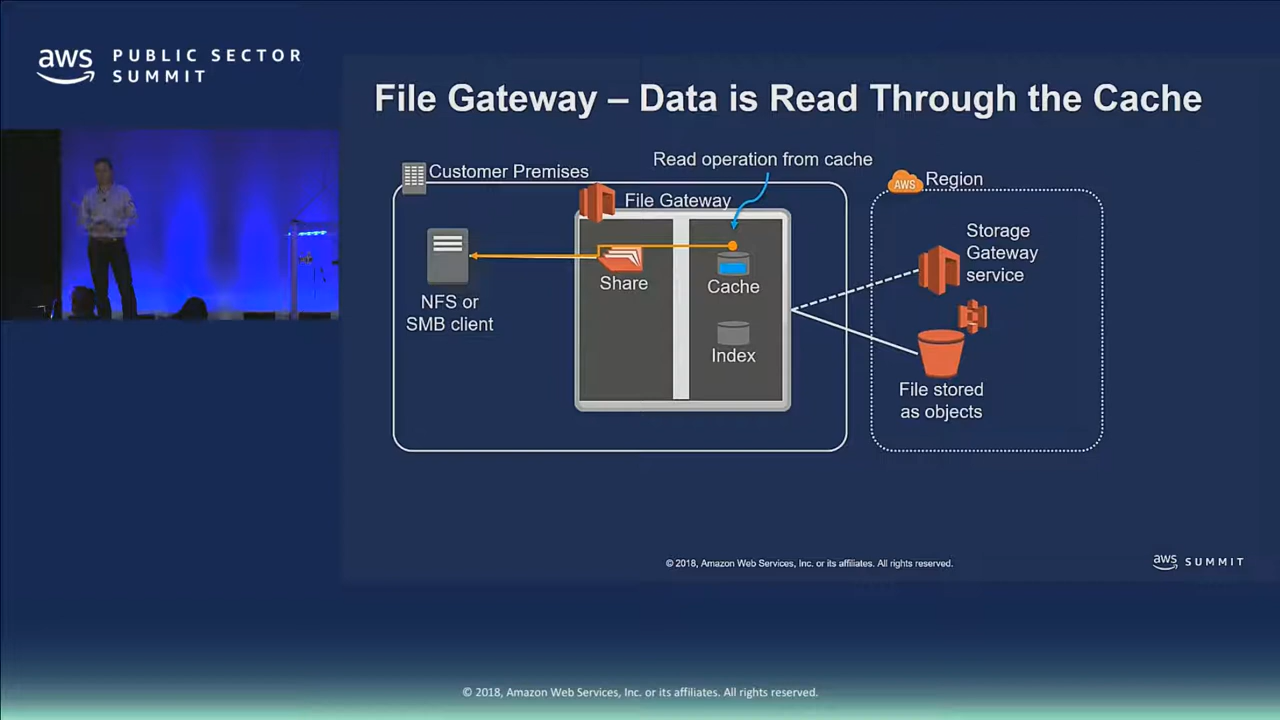 aws
PUBLIC SECTOR
SUMMIT
File Gateway – Data is Read Through the Cache
Read operation from cache
Customer Premises
AWS
Region
File Gateway
Storage
Gateway
service
Share
Cache
NFS or
SMB client
Index
File stored
as objects
© 2018, Amazon Web Services, Inc. or its affiliates. All rights reserved.
aws SUMMIT
© 2018, Amazon Web Services, Inc. or its affiliates. All rights reserved.